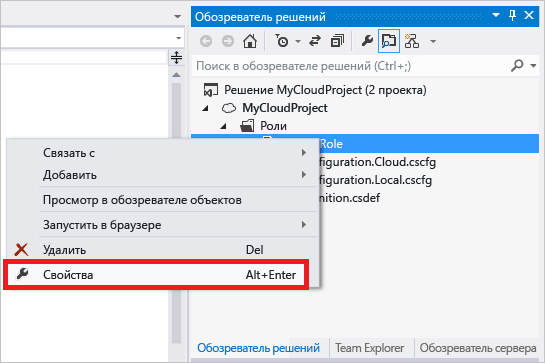 Обозреватель решений
Поиск в обозревателе решений (Ctrl+;)
Решение MyCloudProject (2 проекта)
MyCloudProject
Роли
Role
figuration.Cloud.cscfg
figuration.Local.cscfg
nition.csdef
Связать с
Добавить
Просмотр в обозревателе объектов
Запустить в браузере
Удалить Del
Свойства Alt+Enter
Обозреватель решений Team Explorer Обозреватель сервера